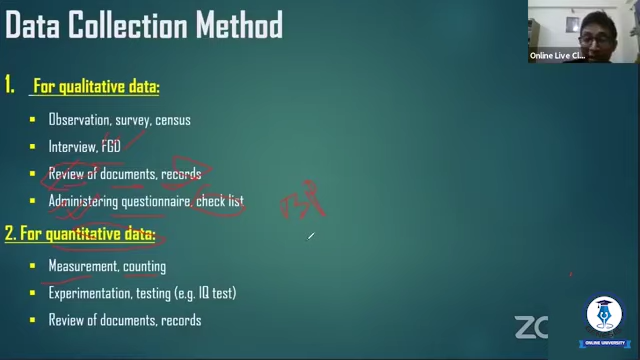 Data Collection Method
Online Live Cl...
1. For qualitative data:
▪ Observation, survey, census
▪ Interview, FGD
▪ Review of documents, records
▪ Administering questionnaire, check list
2. For quantitative data:
▪ Measurement, counting
▪ Experimentation, testing (e.g. IQ test)
▪ Review of documents, records
ONLINE UNIVERSITY